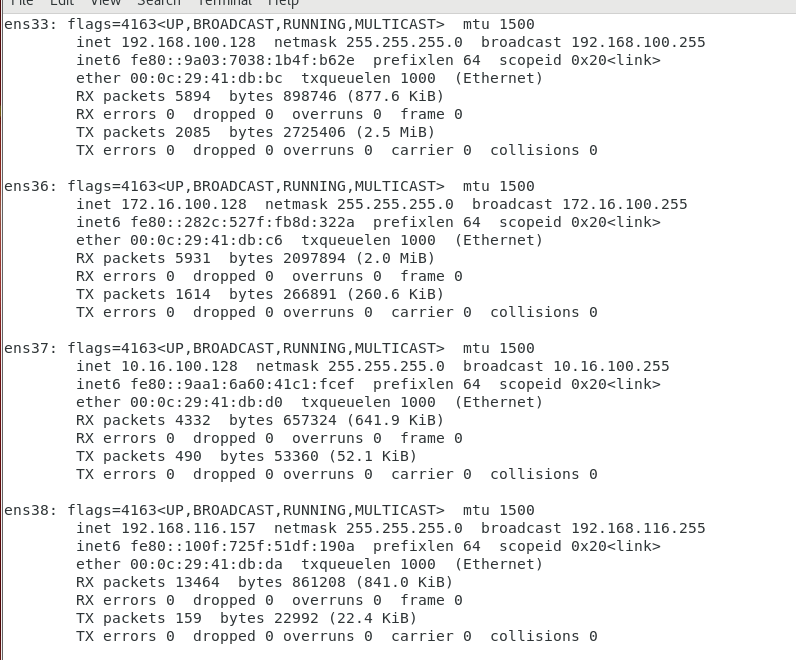 File Edit View Search Terminal Help
ens33: flags=4163<UP,BROADCAST,RUNNING,MULTICAST>  mtu 1500
        inet 192.168.100.128  netmask 255.255.255.0  broadcast 192.168.100.255
        inet6 fe80::9a03:7038:1b4f:b62e  prefixlen 64  scopeid 0x20<link>
        ether 00:0c:29:41:db:bc  txqueuelen 1000  (Ethernet)
        RX packets 5894  bytes 898746 (877.6 KiB)
        RX errors 0  dropped 0  overruns 0  frame 0
        TX packets 2085  bytes 2725406 (2.5 MiB)
        TX errors 0  dropped 0 overruns 0  carrier 0  collisions 0

ens36: flags=4163<UP,BROADCAST,RUNNING,MULTICAST>  mtu 1500
        inet 172.16.100.128  netmask 255.255.255.0  broadcast 172.16.100.255
        inet6 fe80::282c:527f:fb8d:322a  prefixlen 64  scopeid 0x20<link>
        ether 00:0c:29:41:db:c6  txqueuelen 1000  (Ethernet)
        RX packets 5931  bytes 2097894 (2.0 MiB)
        RX errors 0  dropped 0  overruns 0  frame 0
        TX packets 1614  bytes 266891 (260.6 KiB)
        TX errors 0  dropped 0 overruns 0  carrier 0  collisions 0

ens37: flags=4163<UP,BROADCAST,RUNNING,MULTICAST>  mtu 1500
        inet 10.16.100.128  netmask 255.255.255.0  broadcast 10.16.100.255
        inet6 fe80::9aa1:6a60:41c1:fcef  prefixlen 64  scopeid 0x20<link>
        ether 00:0c:29:41:db:d0  txqueuelen 1000  (Ethernet)
        RX packets 4332  bytes 657324 (641.9 KiB)
        RX errors 0  dropped 0  overruns 0  frame 0
        TX packets 490  bytes 53360 (52.1 KiB)
        TX errors 0  dropped 0 overruns 0  carrier 0  collisions 0

ens38: flags=4163<UP,BROADCAST,RUNNING,MULTICAST>  mtu 1500
        inet 192.168.116.157  netmask 255.255.255.0  broadcast 192.168.116.255
        inet6 fe80::100f:725f:51df:190a  prefixlen 64  scopeid 0x20<link>
        ether 00:0c:29:41:db:da  txqueuelen 1000  (Ethernet)
        RX packets 13464  bytes 861208 (841.0 KiB)
        RX errors 0  dropped 0  overruns 0  frame 0
        TX packets 159  bytes 22992 (22.4 KiB)
        TX errors 0  dropped 0 overruns 0  carrier 0  collisions 0